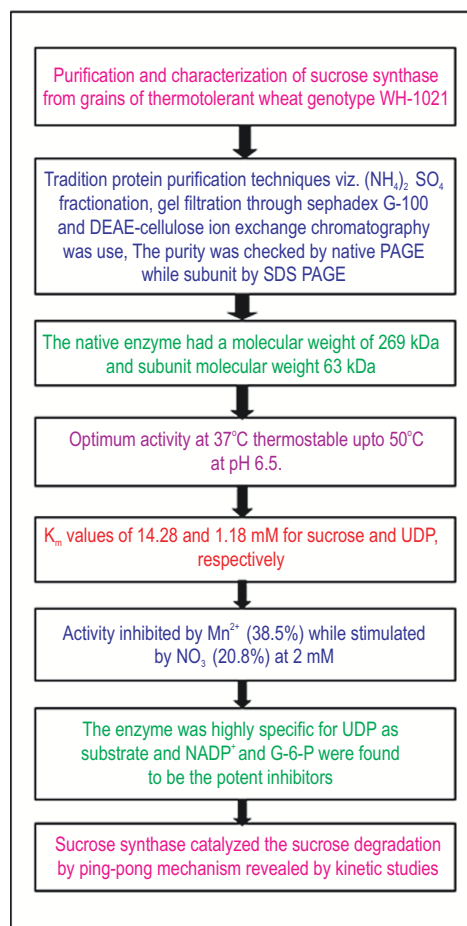 Purification and characterization of sucrose synthase
from grains of thermotolerant wheat genotype WH-1021
Tradition protein purification techniques viz. (NH₄)₂ SO₄
fractionation, gel filtration through sephadex G-100
and DEAE-cellulose ion exchange chromatography
was use, The purity was checked by native PAGE
while subunit by SDS PAGE
The native enzyme had a molecular weight of 269 kDa
and subunit molecular weight 63 kDa
Optimum activity at 37°C thermostable upto 50°C
at pH 6.5.
Kₘ values of 14.28 and 1.18 mM for sucrose and UDP,
respectively
Activity inhibited by Mn²⁺ (38.5%) while stimulated
by NO₃ (20.8%) at 2 mM
The enzyme was highly specific for UDP as
substrate and NADP⁺ and G-6-P were found
to be the potent inhibitors
Sucrose synthase catalyzed the sucrose degradation
by ping-pong mechanism revealed by kinetic studies